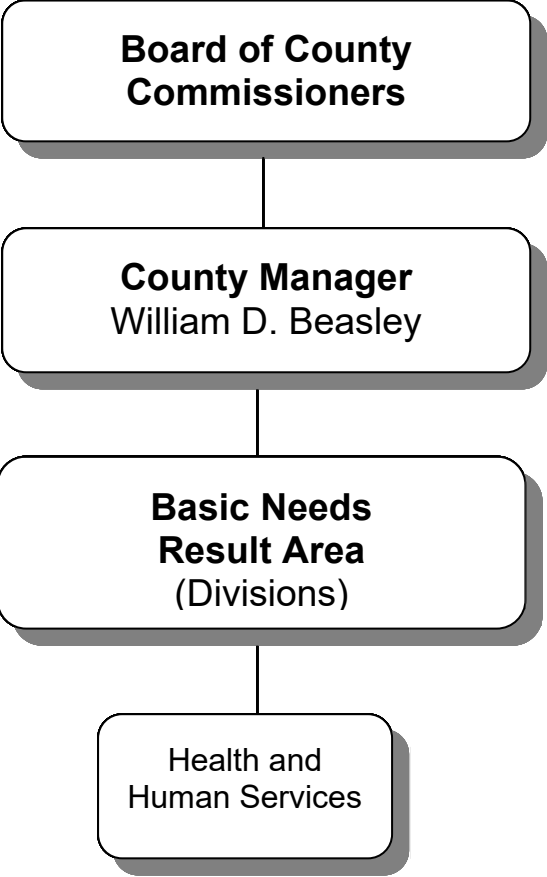 Board of County
Commissioners
County Manager
William D. Beasley
Basic Needs
Result Area
(Divisions)
Health and
Human Services